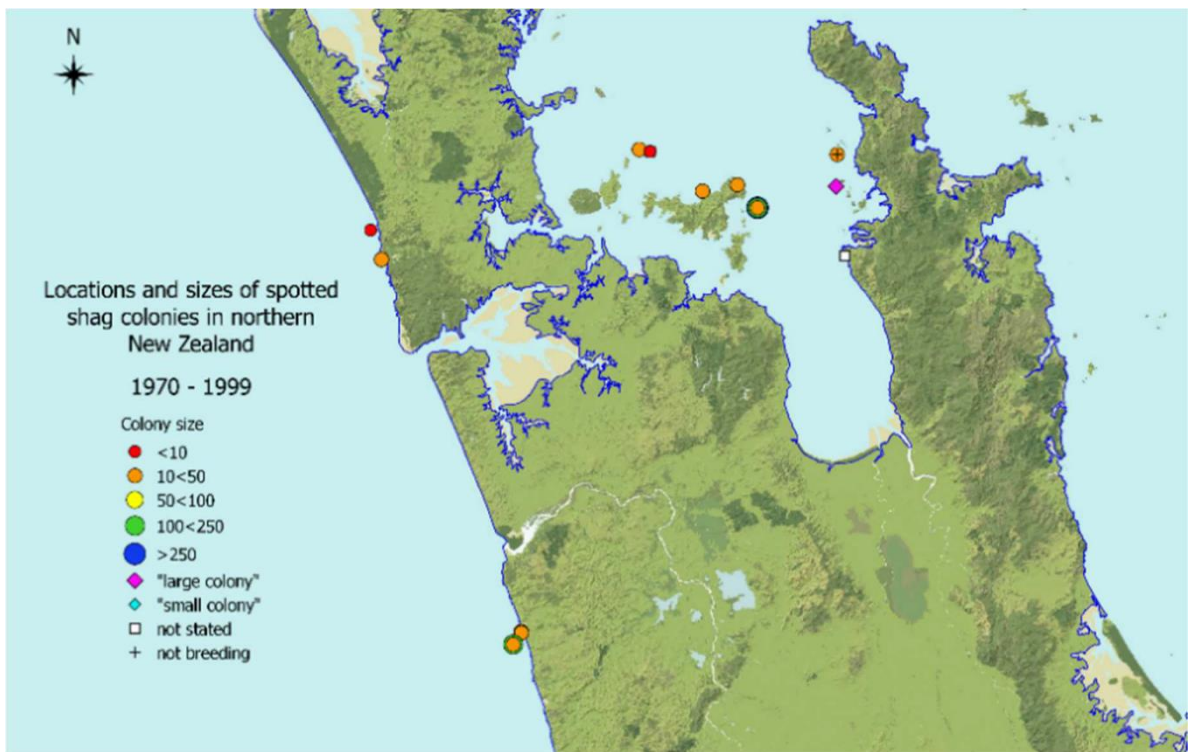 N
Locations and sizes of spotted
shag colonies in northern
New Zealand
1970 - 1999
Colony size
<10
10<50
50<100
100<250
>250
"large colony"
"small colony"
not stated
not breeding